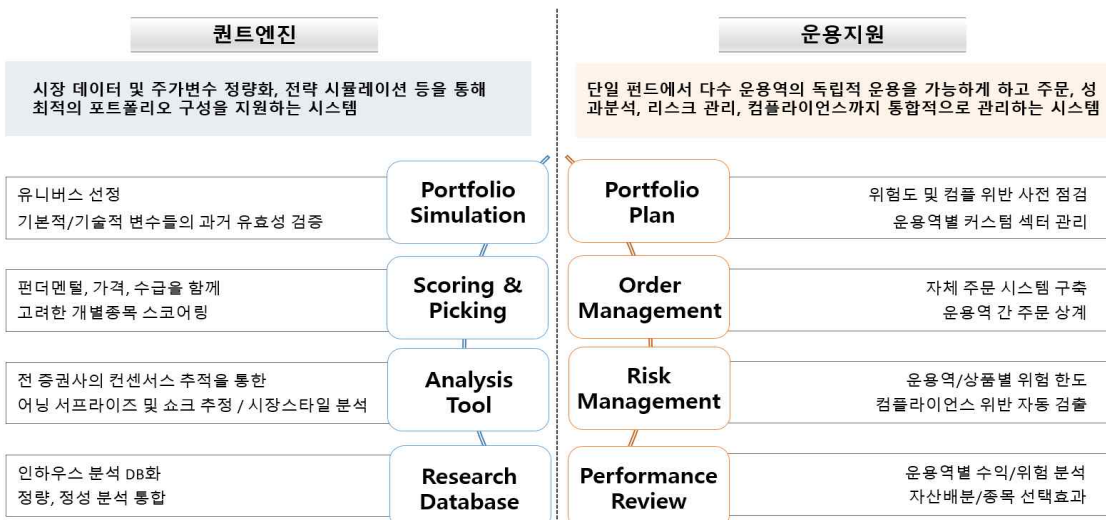 퀀트엔진
시장 데이터 및 주가변수 정량화, 전략 시뮬레이션 등을 통해
최적의 포트폴리오 구성을 지원하는 시스템
유니버스 선정
기본적/기술적 변수들의 과거 유효성 검증
Portfolio
Simulation
펀더멘털, 가격, 수급을 함께
고려한 개별종목 스코어링
Scoring &
Picking
전 증권사의 컨센서스 추적을 통한
어닝 서프라이즈 및 쇼크 추정 / 시장스타일 분석
Analysis
Tool
인하우스 분석 DB화
정량, 정성 분석 통합
Research
Database
운용지원
단일 펀드에서 다수 운용역의 독립적 운용을 가능하게 하고 주문, 성
과분석, 리스크 관리, 컴플라이언스까지 통합적으로 관리하는 시스템
Portfolio
Plan
위험도 및 컴플 위반 사전 점검
운용역별 커스텀 섹터 관리
Order
Management
자체 주문 시스템 구축
운용역 간 주문 상계
Risk
Management
운용역/상품별 위험 한도
컴플라이언스 위반 자동 검출
Performance
Review
운용역별 수익/위험 분석
자산배분/종목 선택효과